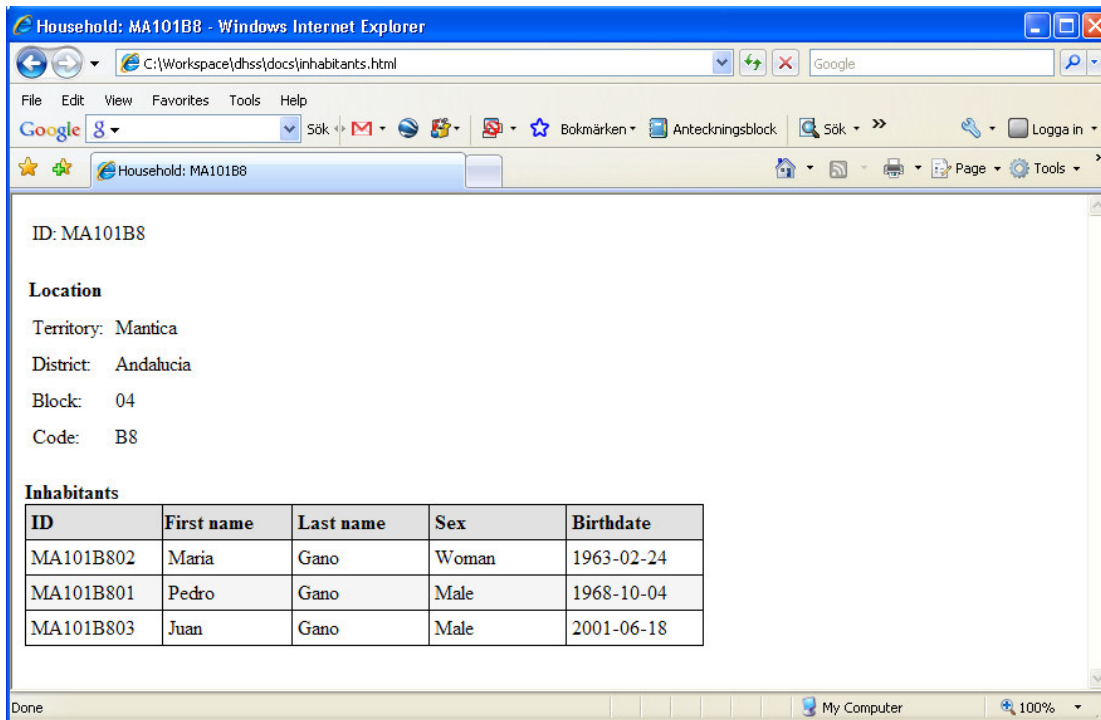 Household: MA101B8 - Windows Internet Explorer
C:\Workspace\dhss\docs\inhabitants.html Google
File Edit View Favorites Tools Help
Google Sök Bokmärken Anteckningsblock Sök >> Logga in
Household: MA101B8 Page Tools
ID: MA101B8
Location
Territory: Mantica
District: Andalucia
Block: 04
Code: B8
Inhabitants
ID First name Last name Sex Birthdate
MA101B802 Maria Gano Woman 1963-02-24
MA101B801 Pedro Gano Male 1968-10-04
MA101B803 Juan Gano Male 2001-06-18
Done My Computer 100%